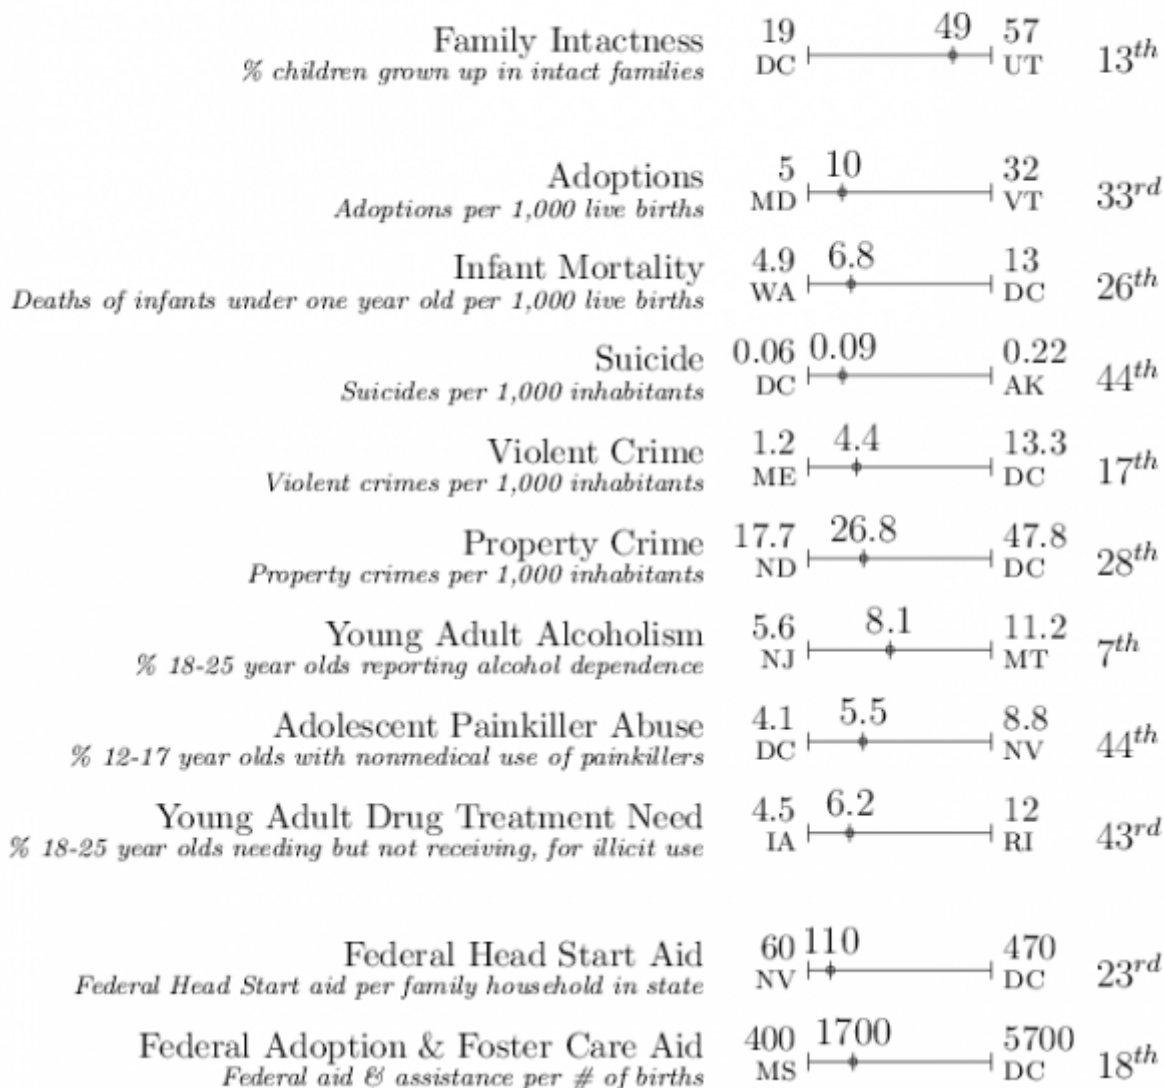 Family Intactness 19 49 57
% children grown up in intact families DC UT 13th
Adoptions 5 10 32
Adoptions per 1,000 live births MD VT 33rd
Infant Mortality 4.9 6.8 13
Deaths of infants under one year old per 1,000 live births WA DC 26th
Suicide 0.06 0.09 0.22
Suicides per 1,000 inhabitants DC AK 44th
Violent Crime 1.2 4.4 13.3
Violent crimes per 1,000 inhabitants ME DC 17th
Property Crime 17.7 26.8 47.8
Property crimes per 1,000 inhabitants ND DC 28th
Young Adult Alcoholism 5.6 8.1 11.2
% 18-25 year olds reporting alcohol dependence NJ MT 7th
Adolescent Painkiller Abuse 4.1 5.5 8.8
% 12-17 year olds with nonmedical use of painkillers DC NV 44th
Young Adult Drug Treatment Need 4.5 6.2 12
% 18-25 year olds needing but not receiving, for illicit use IA RI 43rd
Federal Head Start Aid 60 110 470
Federal Head Start aid per family household in state NV DC 23rd
Federal Adoption & Foster Care Aid 400 1700 5700
Federal aid & assistance per # of births MS DC 18th